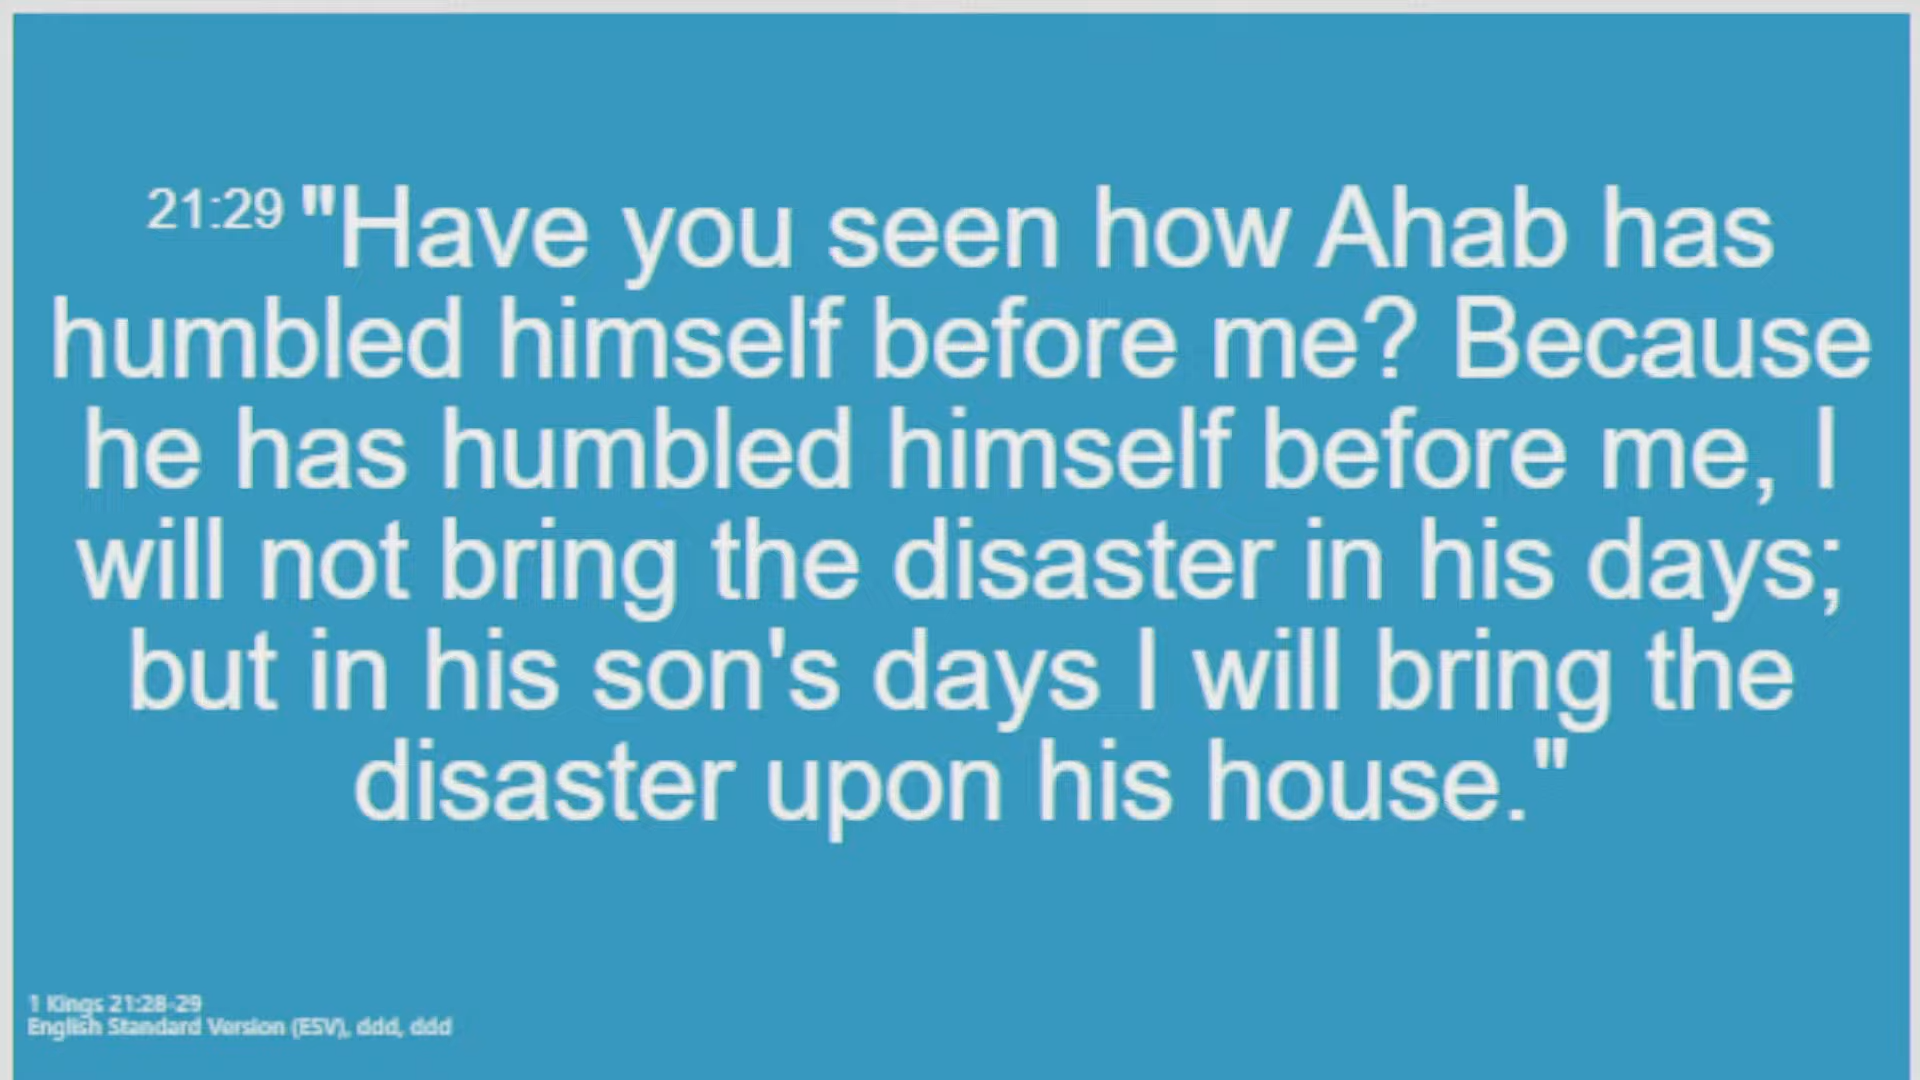 21:29 "Have you seen how Ahab has
humbled himself before me? Because
he has humbled himself before me, I
will not bring the disaster in his days;
but in his son's days I will bring the
disaster upon his house."
1 Kings 21:28-29
English Standard Version (ESV), ddd, ddd